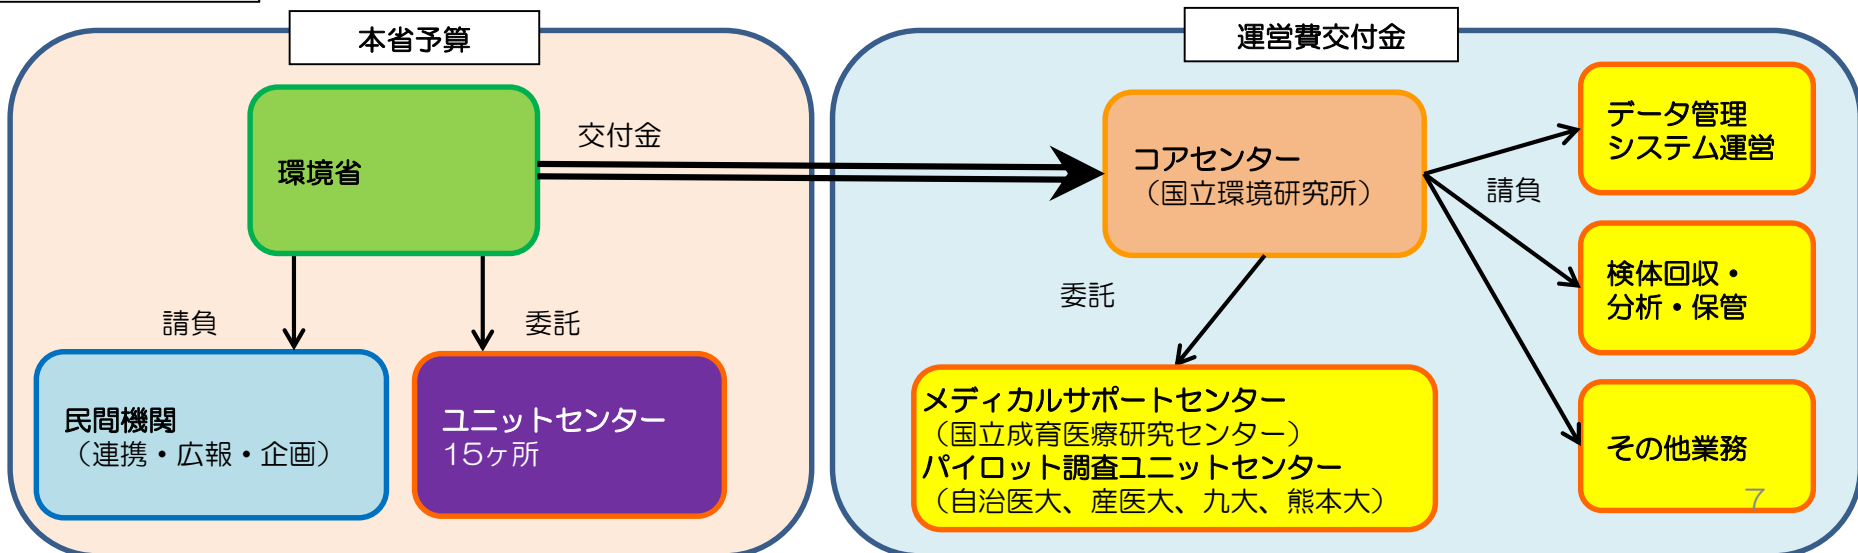 本省予算
環境省
交付金
請負
委託
民間機関
（連携・広報・企画）
ユニットセンター
15ヶ所
運営費交付金
コアセンター
（国立環境研究所）
委託
請負
メディカルサポートセンター
（国立成育医療研究センター）
パイロット調査ユニットセンター
（自治医大、産医大、九大、熊本大）
データ管理
システム運営
検体回収・
分析・保管
その他業務
7